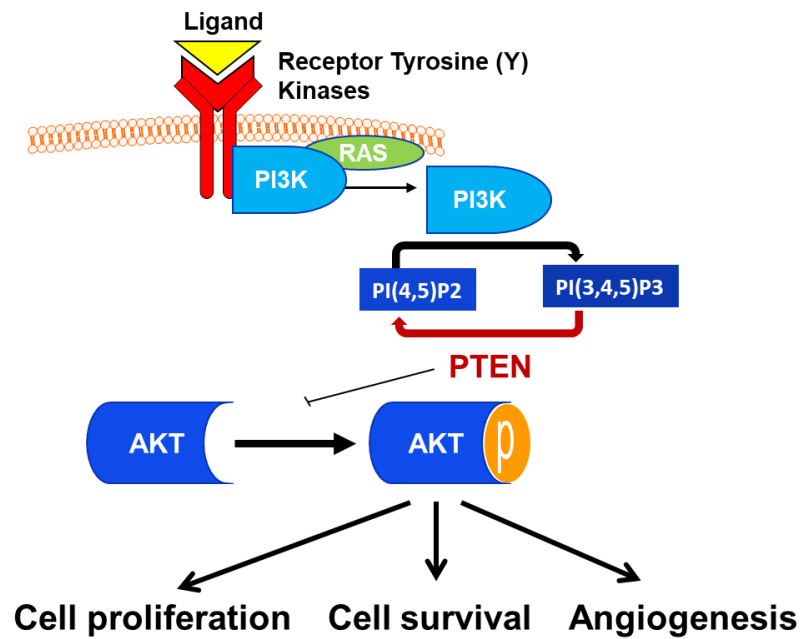 Ligand
Receptor Tyrosine (Y)
Kinases
RAS
PI3K
PI3K
PI(4,5)P2
PI(3,4,5)P3
PTEN
AKT
AKT
p
Cell proliferation
Cell survival
Angiogenesis